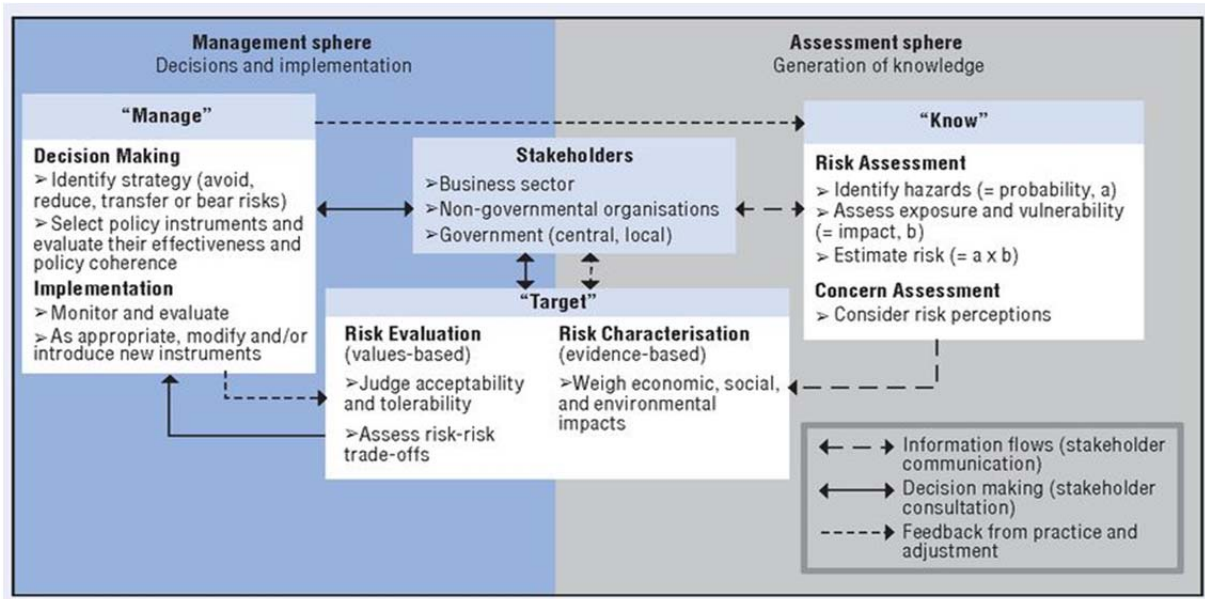 Management sphere
Decisions and implementation
Assessment sphere
Generation of knowledge
“Manage”
Decision Making
➢Identify strategy (avoid,
reduce, transfer or bear risks)
➢Select policy instruments and
evaluate their effectiveness and
policy coherence
Implementation
➢Monitor and evaluate
➢As appropriate, modify and/or
introduce new instruments
Stakeholders
➢Business sector
➢Non-governmental organisations
➢Government (central, local)
“Know”
Risk Assessment
➢ Identify hazards (= probability, a)
➢ Assess exposure and vulnerability
(= impact, b)
➢ Estimate risk (= a x b)
Concern Assessment
➢ Consider risk perceptions
“Target”
Risk Evaluation
(values-based)
➢Judge acceptability
and tolerability
➢Assess risk-risk
trade-offs
Risk Characterisation
(evidence-based)
➢Weigh economic, social,
and environmental
impacts
Information flows (stakeholder
communication)
Decision making (stakeholder
consultation)
Feedback from practice and
adjustment